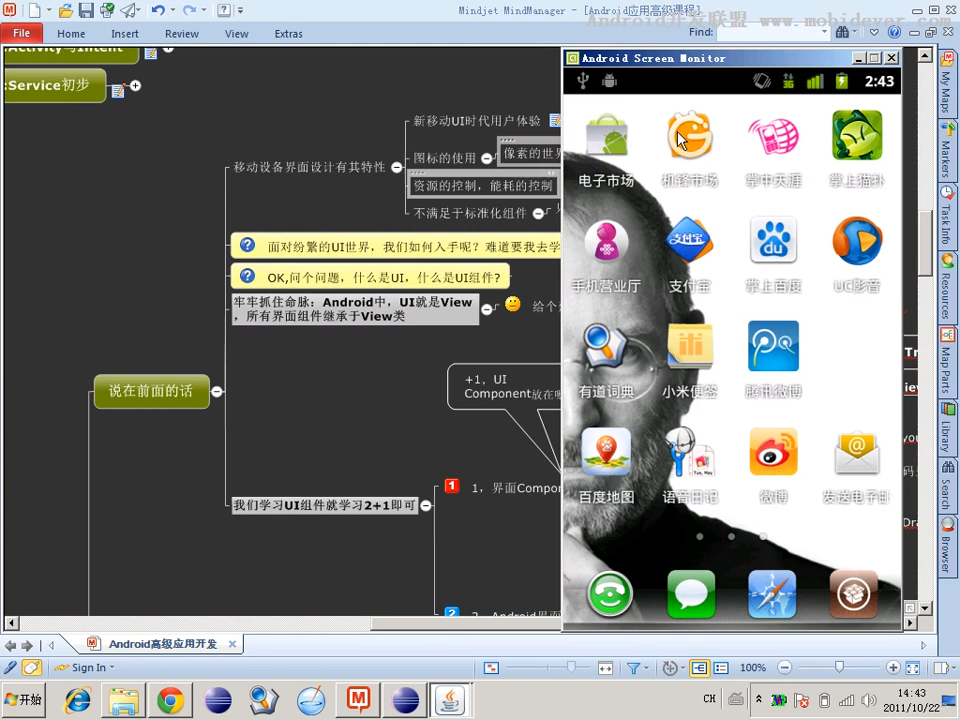 Mindjet MindManager - [Android应用高级课程]
Android开发联盟 www.mobidever.com
File Home Insert Review View Extras
Find:
Activity与Intent
:Service初步
新移动UI时代用户体验
移动设备界面设计有其特性
图标的使用
像素的世界
资源的控制，能耗的控制
不满足于标准化组件
面对纷繁的UI世界，我们如何入手呢？难道要我去学
OK,问个问题，什么是UI，什么是UI组件?
牢牢抓住命脉：Android中，UI就是View
，所有界面组件继承于View类
给个
说在前面的话
+1，UI
Component放在哪
1
1，界面Compor
我们学习UI组件就学习2+1即可
2，Android界面
Android Screen Monitor
2:43
电子市场 机锋市场 掌中天涯 掌上猫扑
手机营业厅 支付宝 掌上百度 UC影音
有道词典 小米便签 腾讯微博
百度地图 语音日记 微博 发送电子邮
My Maps
Markers
Task Info
Resources
Map Parts
Library
Search
Browser
Android高级应用开发
Sign In
100%
开始
CH
14:43
2011/10/22